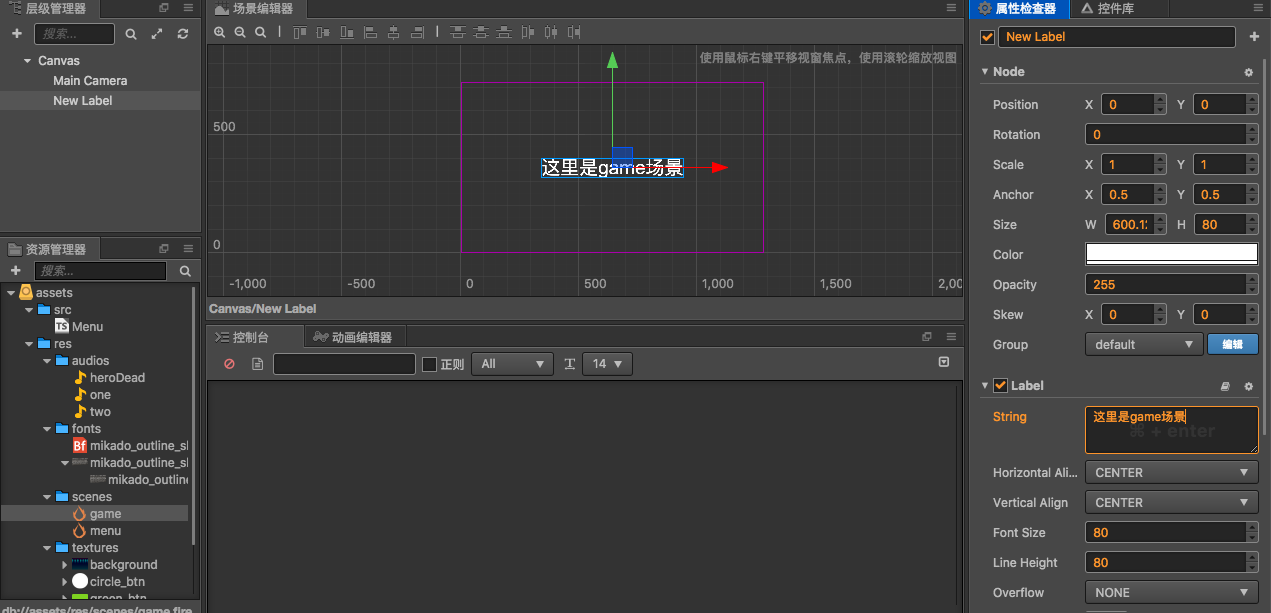 层级管理器
搜索...
Canvas
Main Camera
New Label
资源管理器
搜索...
assets
src
TS Menu
res
audios
heroDead
one
two
fonts
Bf mikado_outline_sl
mikado_outline_sl
mikado_outline
scenes
game
menu
textures
background
circle_btn
green_btn
db://assets/res/scenes/game.fire
场景编辑器
使用鼠标右键平移视窗焦点，使用滚轮缩放视图
500
0
-1,000 -500 0 500 1,000 1,500 2,00
这里是game场景
Canvas/New Label
控制台 动画编辑器
正则 All 14
属性检查器 控件库
New Label
Node
Position X 0 Y 0
Rotation 0
Scale X 1 Y 1
Anchor X 0.5 Y 0.5
Size W 600.1 H 80
Color
Opacity 255
Skew X 0 Y 0
Group default 编辑
Label
String 这里是game场景
⌘ + enter
Horizontal Ali... CENTER
Vertical Align CENTER
Font Size 80
Line Height 80
Overflow NONE